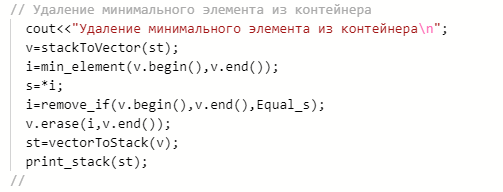 // Удаление минимального элемента из контейнера
cout<<"Удаление минимального элемента из контейнера\n";
v=stackToVector(st);
i=min_element(v.begin(),v.end());
s=*i;
i=remove_if(v.begin(),v.end(),Equal_s);
v.erase(i,v.end());
st=vectorToStack(v);
print_stack(st);
//